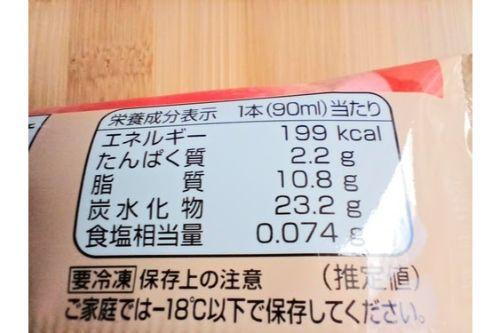 栄養成分表示 1本(90ml)当たり
エネルギー 199 kcal
たんぱく質 2.2 g
脂質 10.8 g
炭水化物 23.2 g
食塩相当量 0.074 g
要冷凍 保存上の注意 (推定値)
ご家庭では-18℃以下で保存してください。